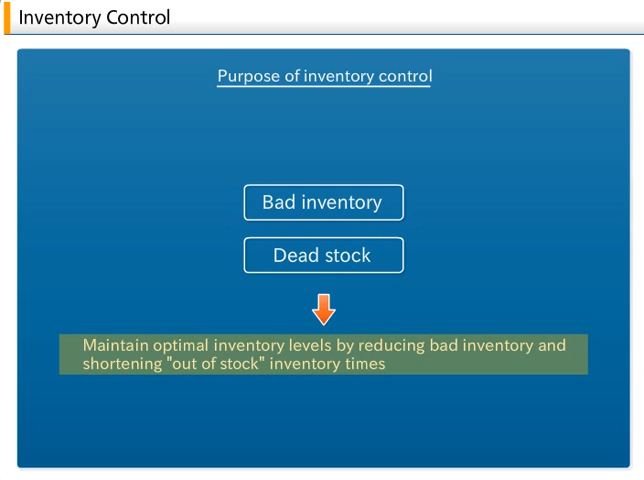 Inventory Control
Purpose of inventory control
Bad inventory
Dead stock
Maintain optimal inventory levels by reducing bad inventory and
shortening "out of stock" inventory times